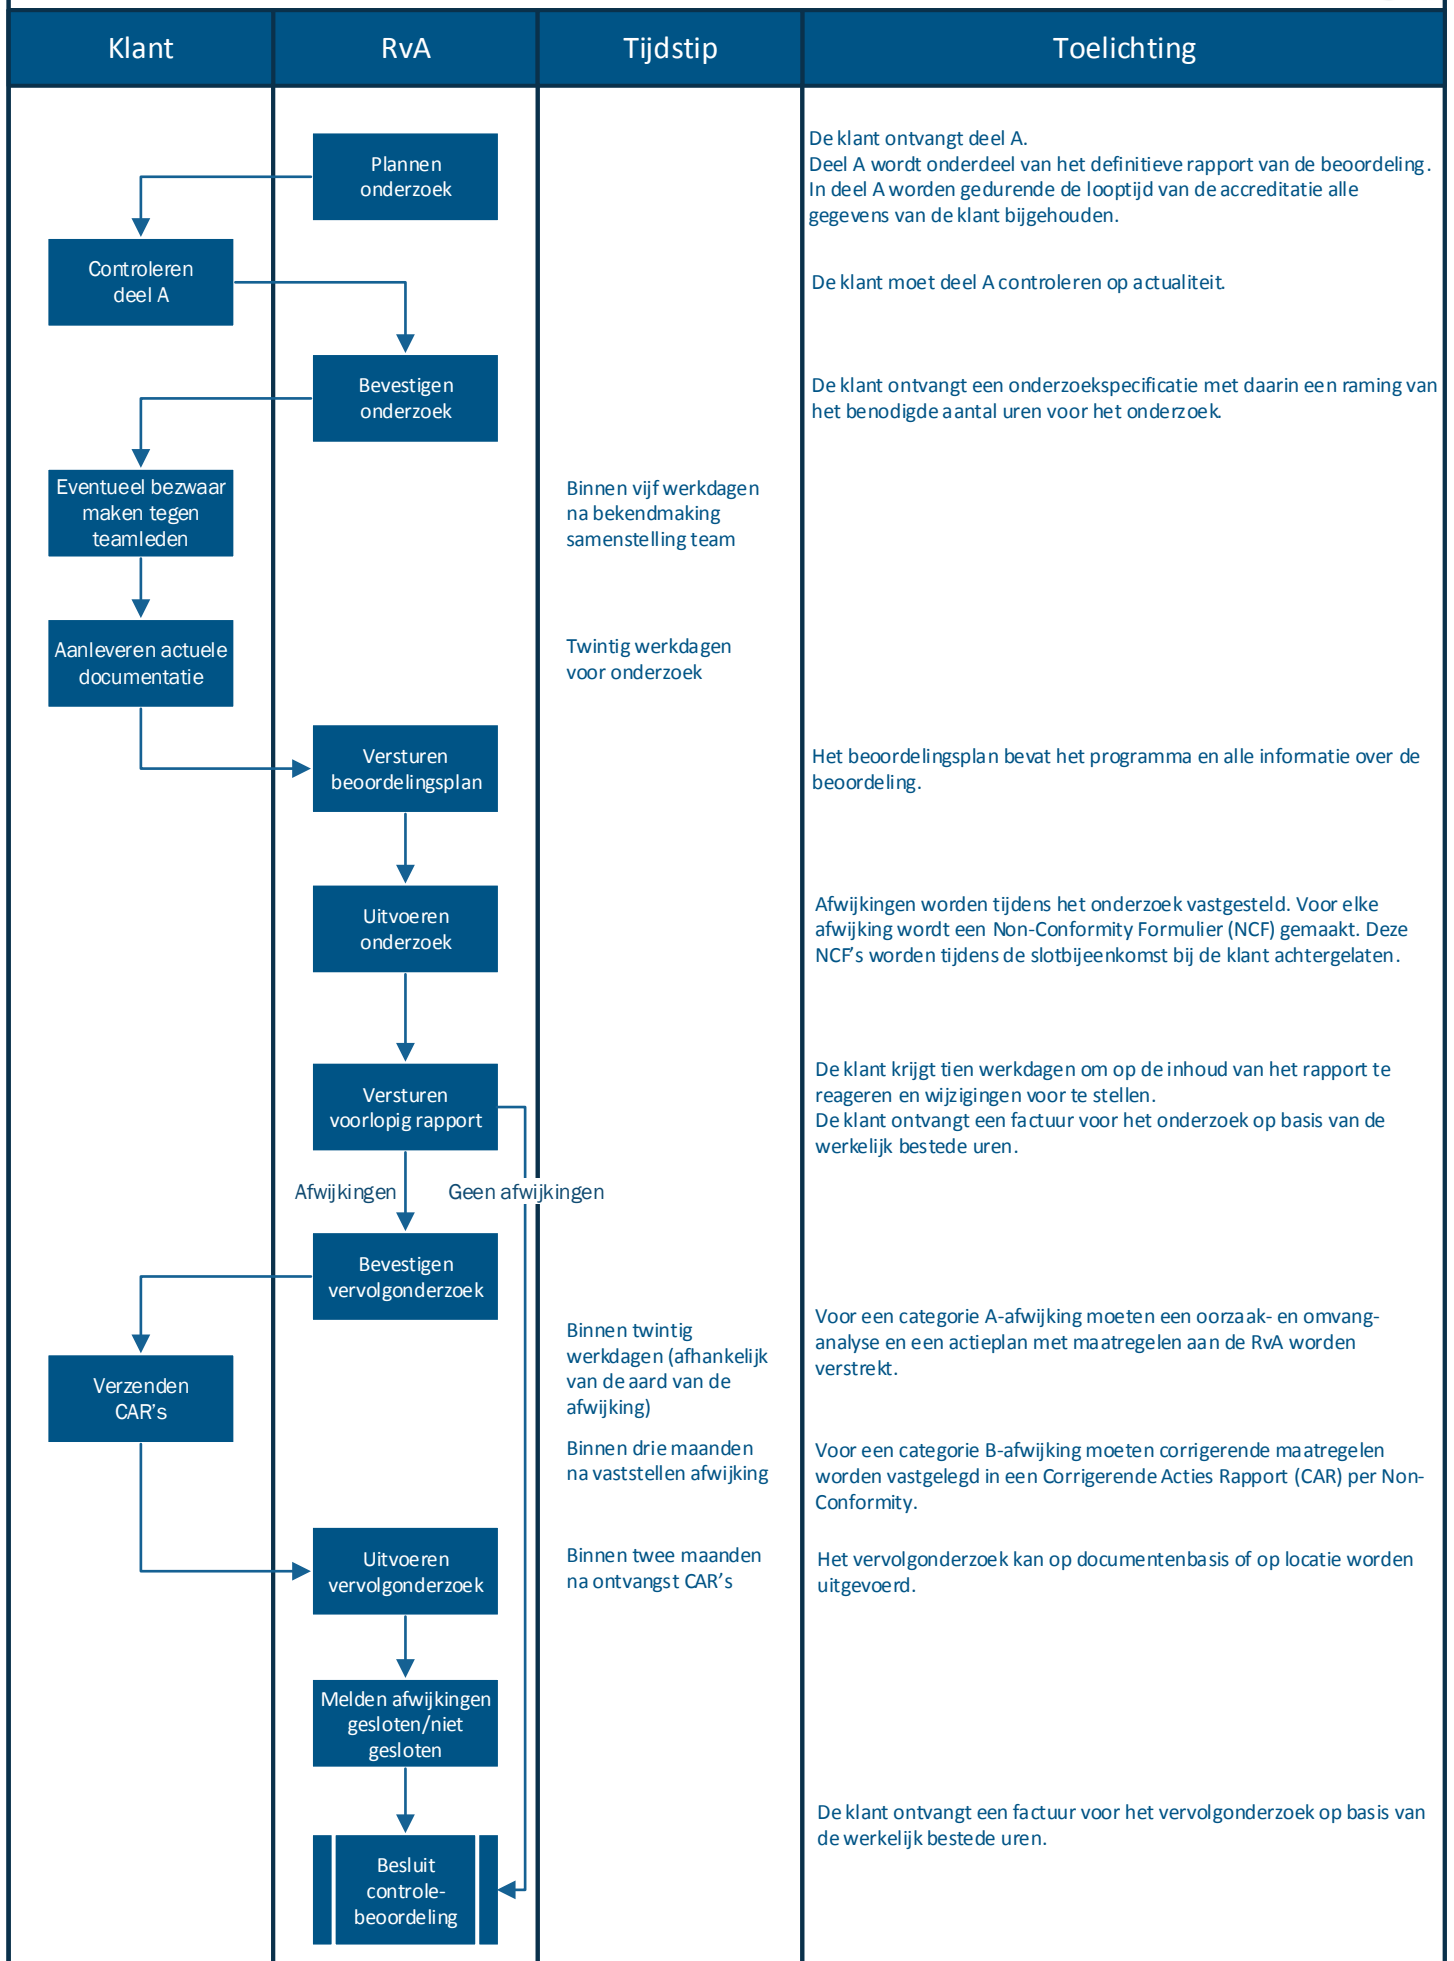 Klant
RvA
Tijdstip
Toelichting
Plannen
onderzoek
De klant ontvangt deel A.
Deel A wordt onderdeel van het definitieve rapport van de beoordeling.
In deel A worden gedurende de looptijd van de accreditatie alle
gegevens van de klant bijgehouden.
Controleren
deel A
De klant moet deel A controleren op actualiteit.
Bevestigen
onderzoek
De klant ontvangt een onderzoekspecificatie met daarin een raming van
het benodigde aantal uren voor het onderzoek.
Eventueel bezwaar
maken tegen
teamleden
Binnen vijf werkdagen
na bekendmaking
samenstelling team
Aanleveren actuele
documentatie
Twintig werkdagen
voor onderzoek
Versturen
beoordelingsplan
Het beoordelingsplan bevat het programma en alle informatie over de
beoordeling.
Uitvoeren
onderzoek
Afwijkingen worden tijdens het onderzoek vastgesteld. Voor elke
afwijking wordt een Non-Conformity Formulier (NCF) gemaakt. Deze
NCF's worden tijdens de slotbijeenkomst bij de klant achtergelaten.
Versturen
voorlopig rapport
De klant krijgt tien werkdagen om op de inhoud van het rapport te
reageren en wijzigingen voor te stellen.
De klant ontvangt een factuur voor het onderzoek op basis van de
werkelijk bestede uren.
Afwijkingen
Geen afwijkingen
Bevestigen
vervolgonderzoek
Verzenden
CAR's
Binnen twintig
werkdagen (afhankelijk
van de aard van de
afwijking)
Voor een categorie A-afwijking moeten een oorzaak- en omvang-
analyse en een actieplan met maatregelen aan de RvA worden
verstrekt.
Binnen drie maanden
na vaststellen afwijking
Voor een categorie B-afwijking moeten corrigerende maatregelen
worden vastgelegd in een Corrigerende Acties Rapport (CAR) per Non-
Conformity.
Uitvoeren
vervolgonderzoek
Binnen twee maanden
na ontvangst CAR's
Het vervolgonderzoek kan op documentenbasis of op locatie worden
uitgevoerd.
Melden afwijkingen
gesloten/niet
gesloten
De klant ontvangt een factuur voor het vervolgonderzoek op basis van
de werkelijk bestede uren.
Besluit
controle-
beoordeling